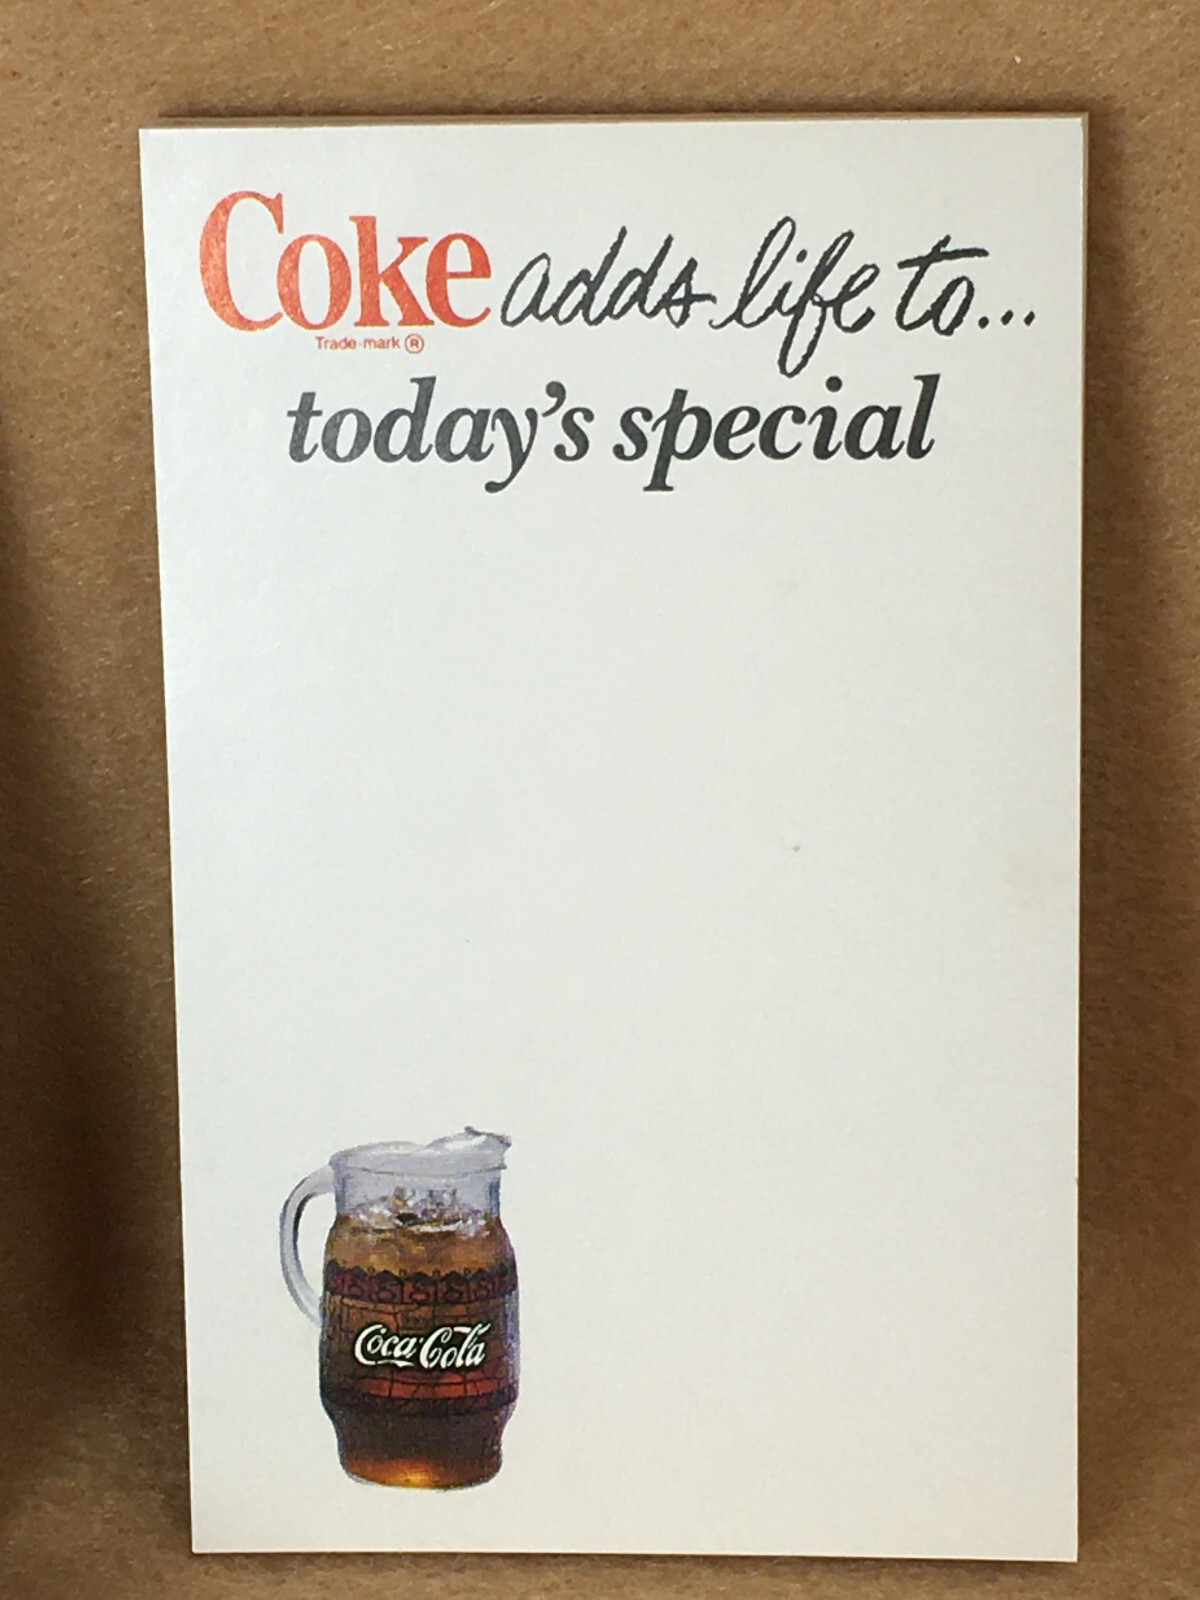 Coke adds life to...
Trade-mark ®
today's special
Coca-Cola